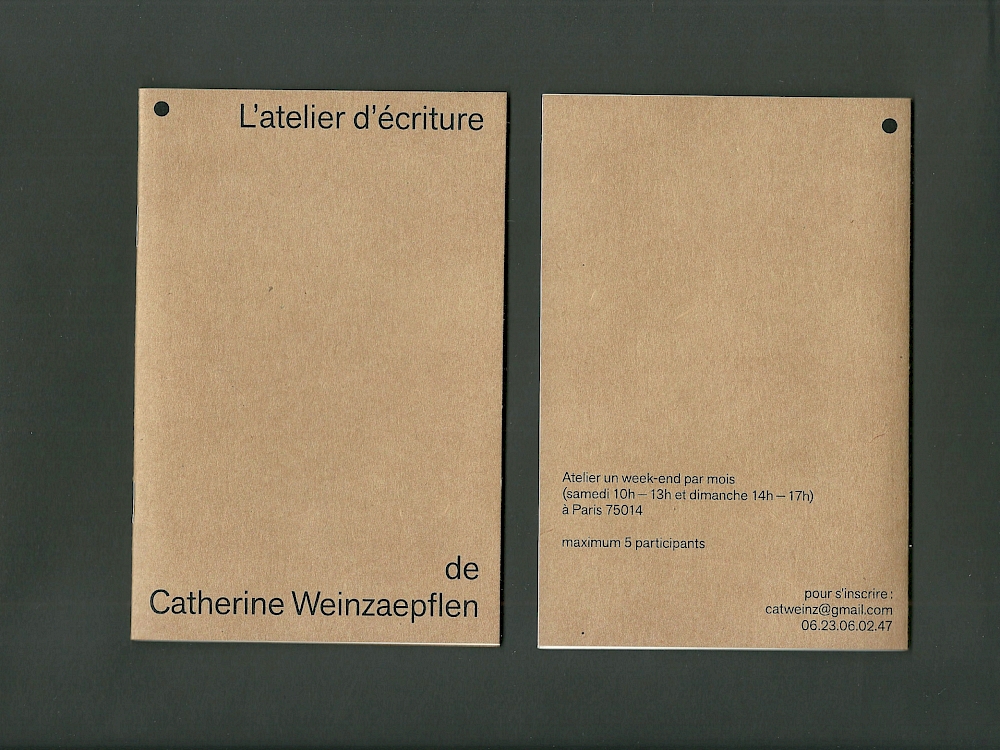 L’atelier d’écriture
de
Catherine Weinzaepflen
Atelier un week-end par mois
(samedi 10h – 13h et dimanche 14h – 17h)
à Paris 75014
maximum 5 participants
pour s’inscrire :
catweinz@gmail.com
06.23.06.02.47